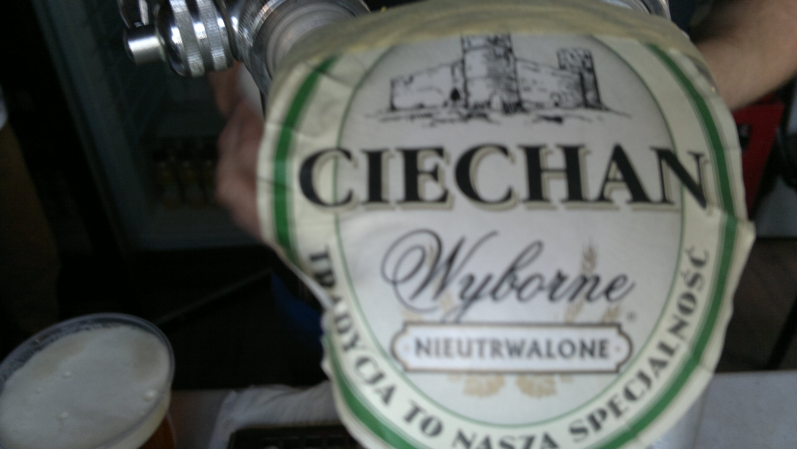 CIECHAN
Wyborne
NIEUTRWALONE
TRADYCJA TO NASZA SPECJALNOŚĆ